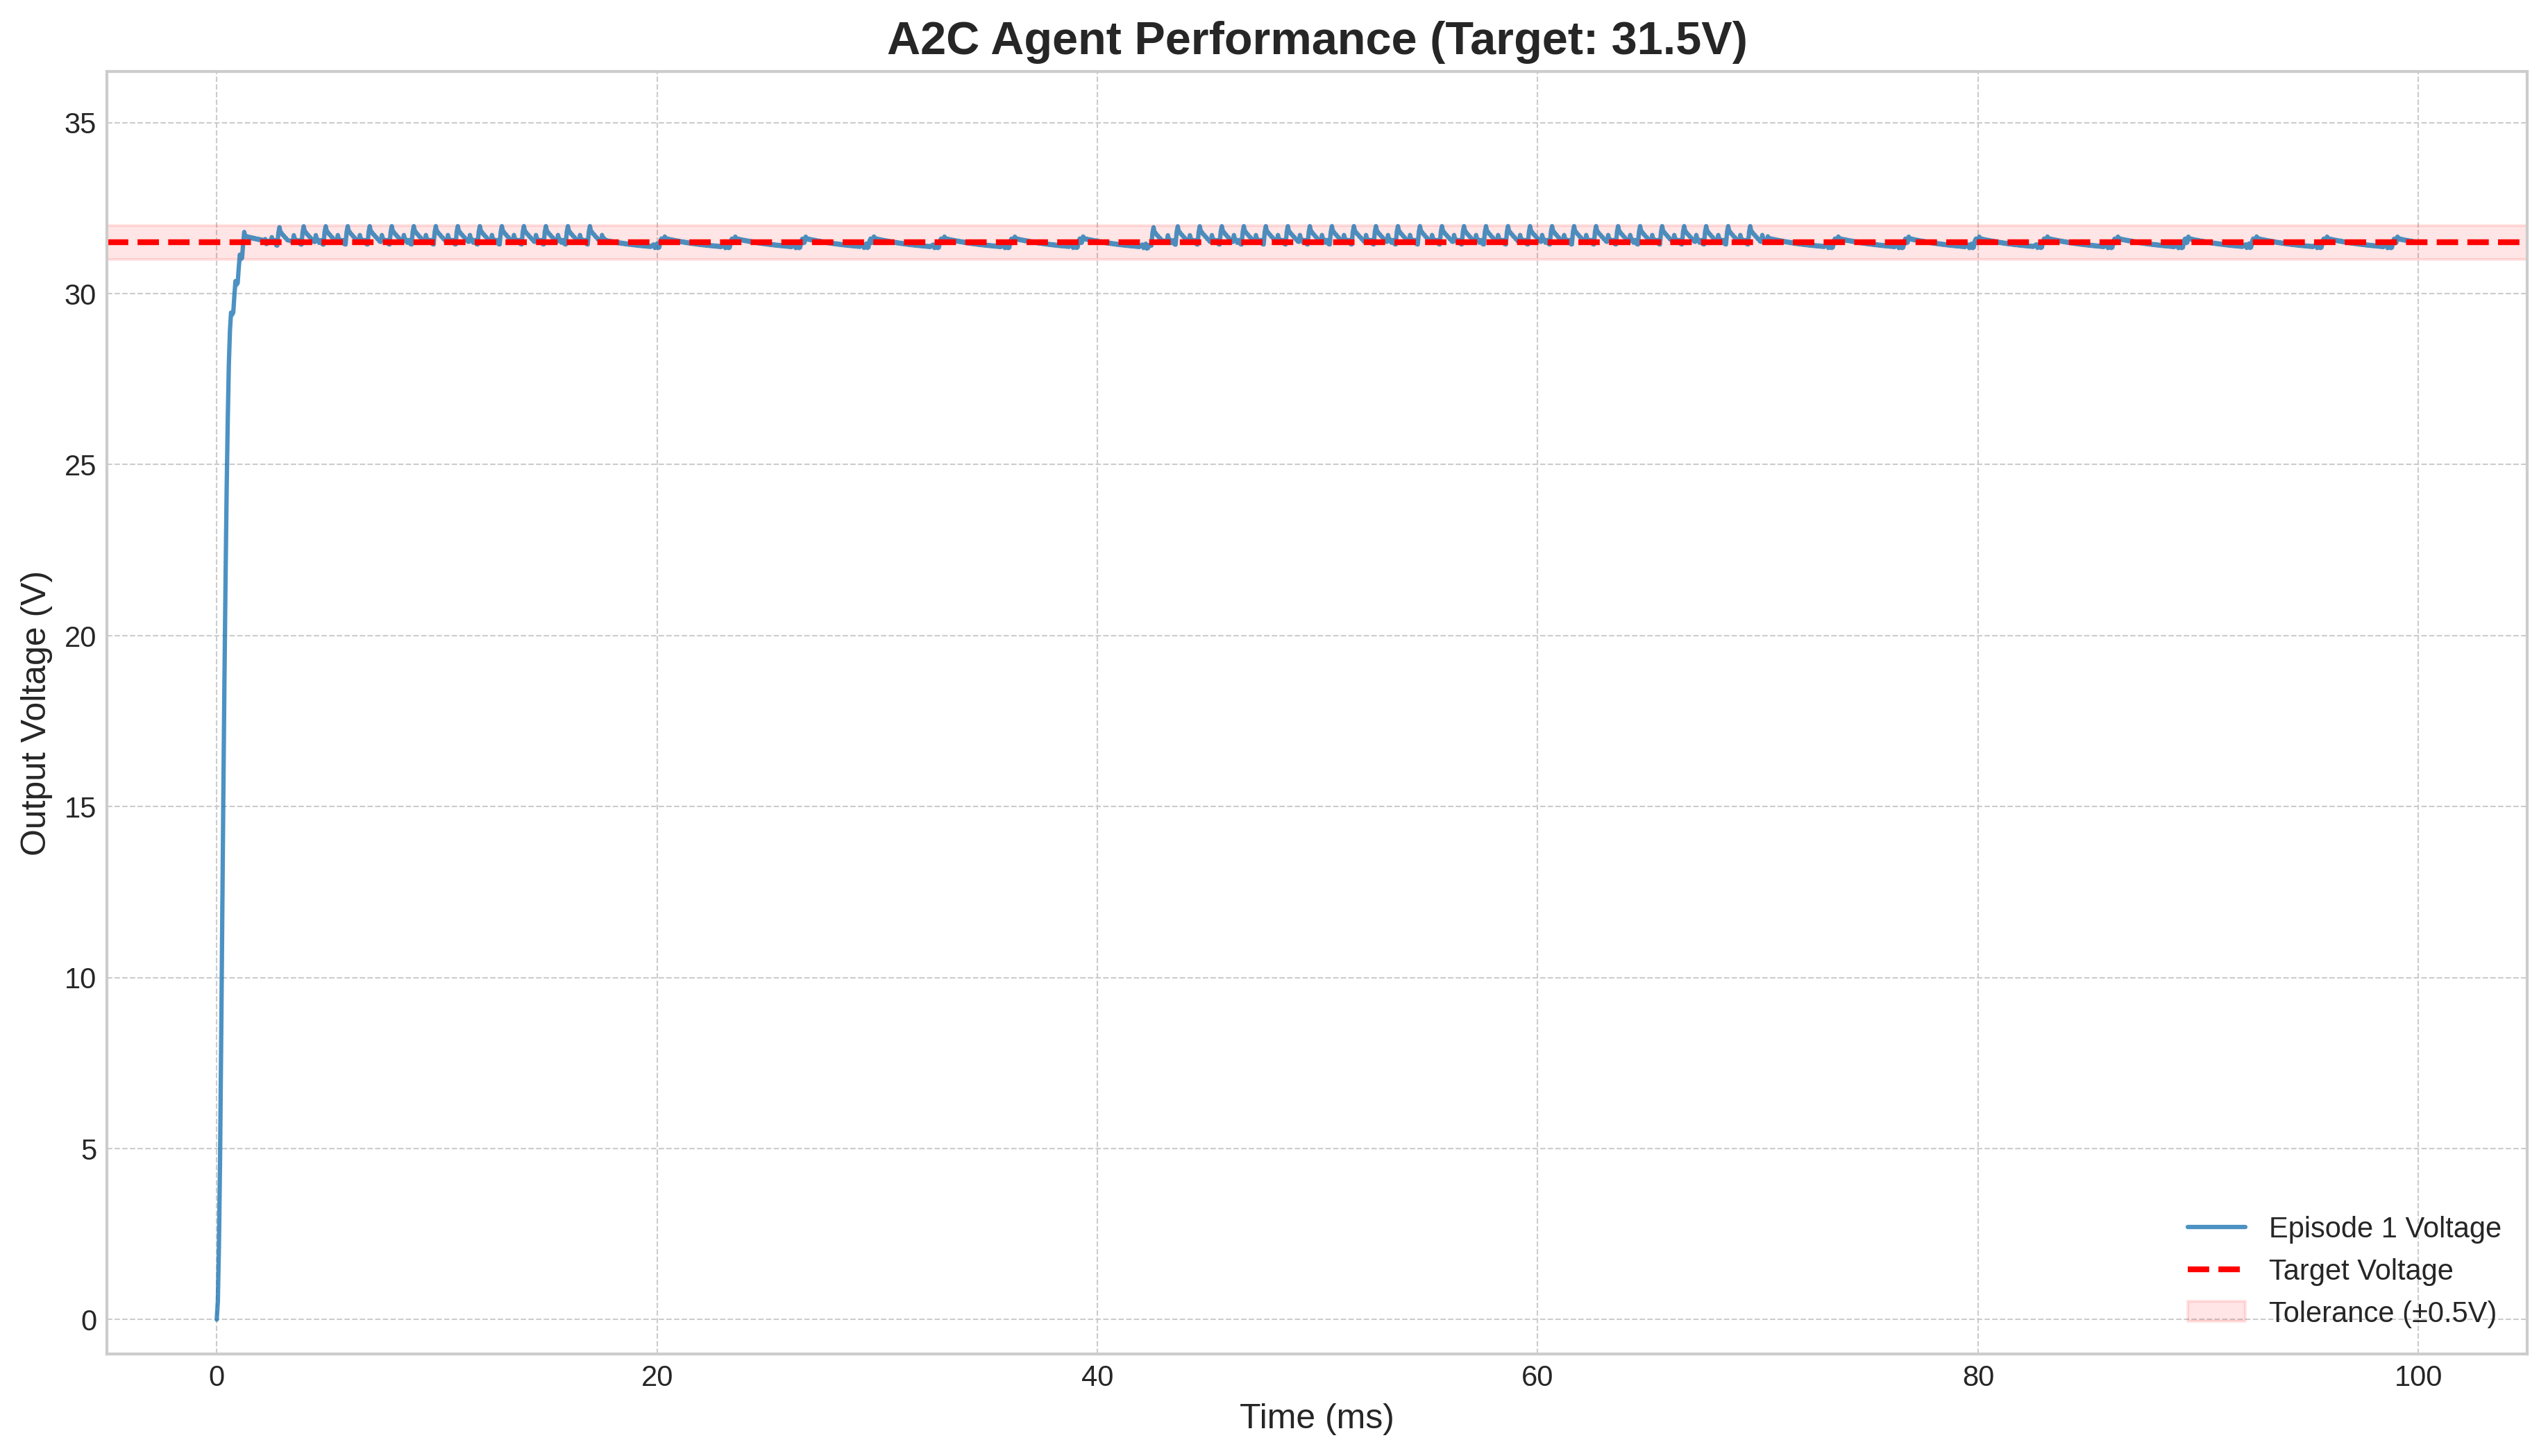 A2C Agent Performance (Target: 31.5V)
35
30
25
20
15
10
5
0
Output Voltage (V)
0 20 40 60 80 100
Time (ms)
Episode 1 Voltage
Target Voltage
Tolerance (±0.5V)